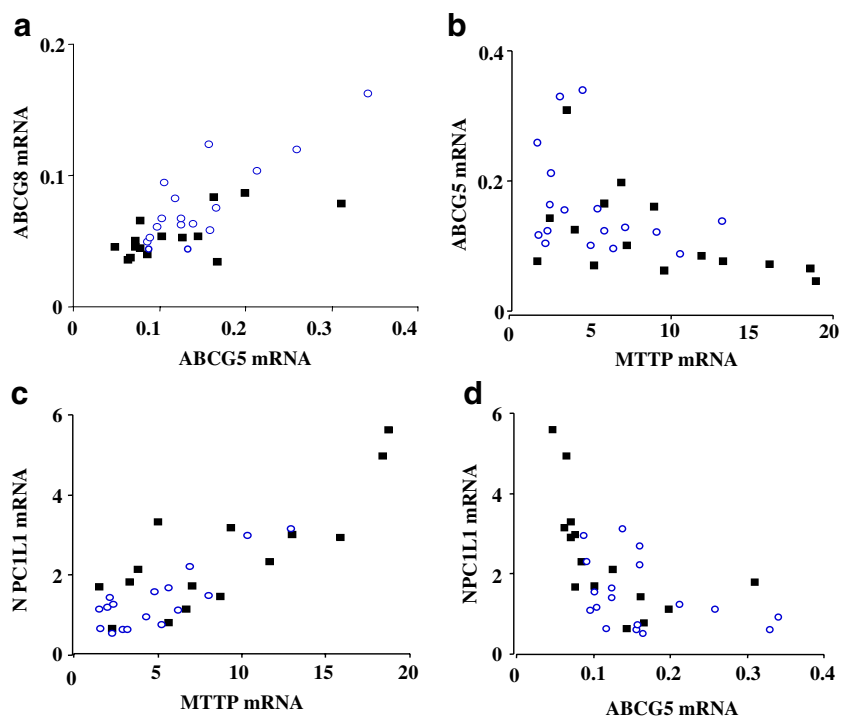 a
0.2
0.1
0
ABCG8 mRNA
0 0.1 0.2 0.3 0.4
ABCG5 mRNA
b
0.4
0.2
0
ABCG5 mRNA
0 5 10 15 20
MTTP mRNA
c
6
4
2
0
N PC1L1 mRNA
0 5 10 15 20
MTTP mRNA
d
6
4
2
0
NPC1L1 mRNA
0 0.1 0.2 0.3 0.4
ABCG5 mRNA